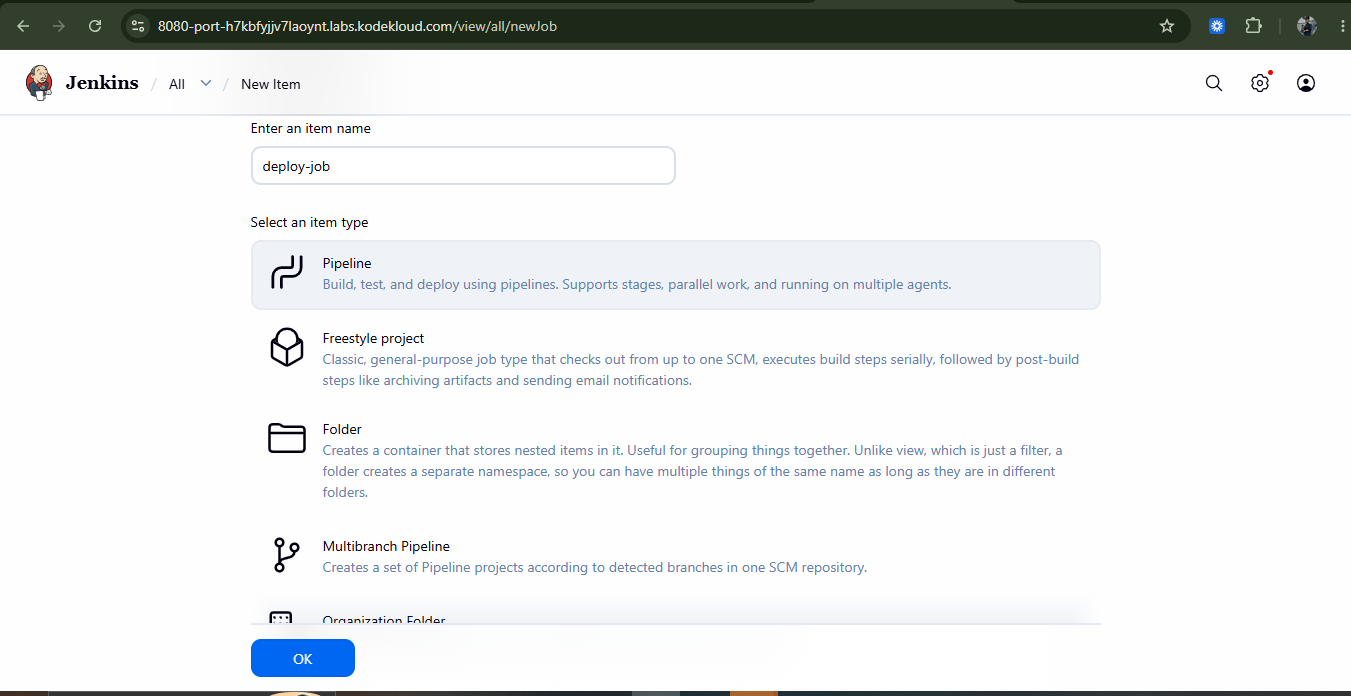 8080-port-h7kbfyjjv7laoynt.labs.kodekloud.com/view/all/newJob
Jenkins / All / New Item
Enter an item name
deploy-job
Select an item type
Pipeline
Build, test, and deploy using pipelines. Supports stages, parallel work, and running on multiple agents.
Freestyle project
Classic, general-purpose job type that checks out from up to one SCM, executes build steps serially, followed by post-build
steps like archiving artifacts and sending email notifications.
Folder
Creates a container that stores nested items in it. Useful for grouping things together. Unlike view, which is just a filter, a
folder creates a separate namespace, so you can have multiple things of the same name as long as they are in different
folders.
Multibranch Pipeline
Creates a set of Pipeline projects according to detected branches in one SCM repository.
Organization Folder
OK